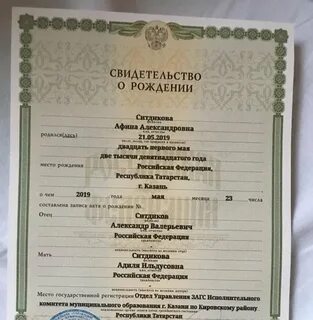 СВИДЕТЕЛЬСТВО
О РОЖДЕНИИ
Ситдикова
Афина Александровна
родился(лась) 21.05.2019
двадцать первого мая
две тысячи девятнадцатого года
место рождения Российская Федерация,
Республика Татарстан,
г. Казань
о чем 2019 года мая месяца 23 числа
составлена запись акта о рождении №
Отец Ситдиков
Александр Валерьевич
Российская Федерация
Мать Ситдикова
Адиля Ильдусовна
Российская Федерация
Место государственной регистрации Отдел Управления ЗАГС Исполнительного
комитета муниципального образования г. Казани по Кировскому району
Республики Татарстан